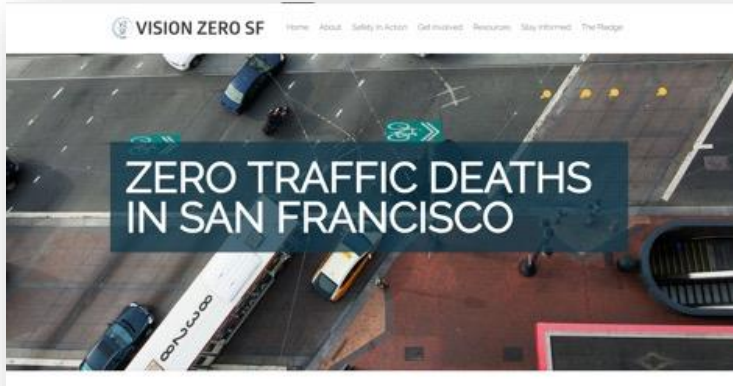 VISION ZERO SF
Home About Safety in Action Get Involved Resources Stay Informed The Pledge
ZERO TRAFFIC DEATHS
IN SAN FRANCISCO
8328